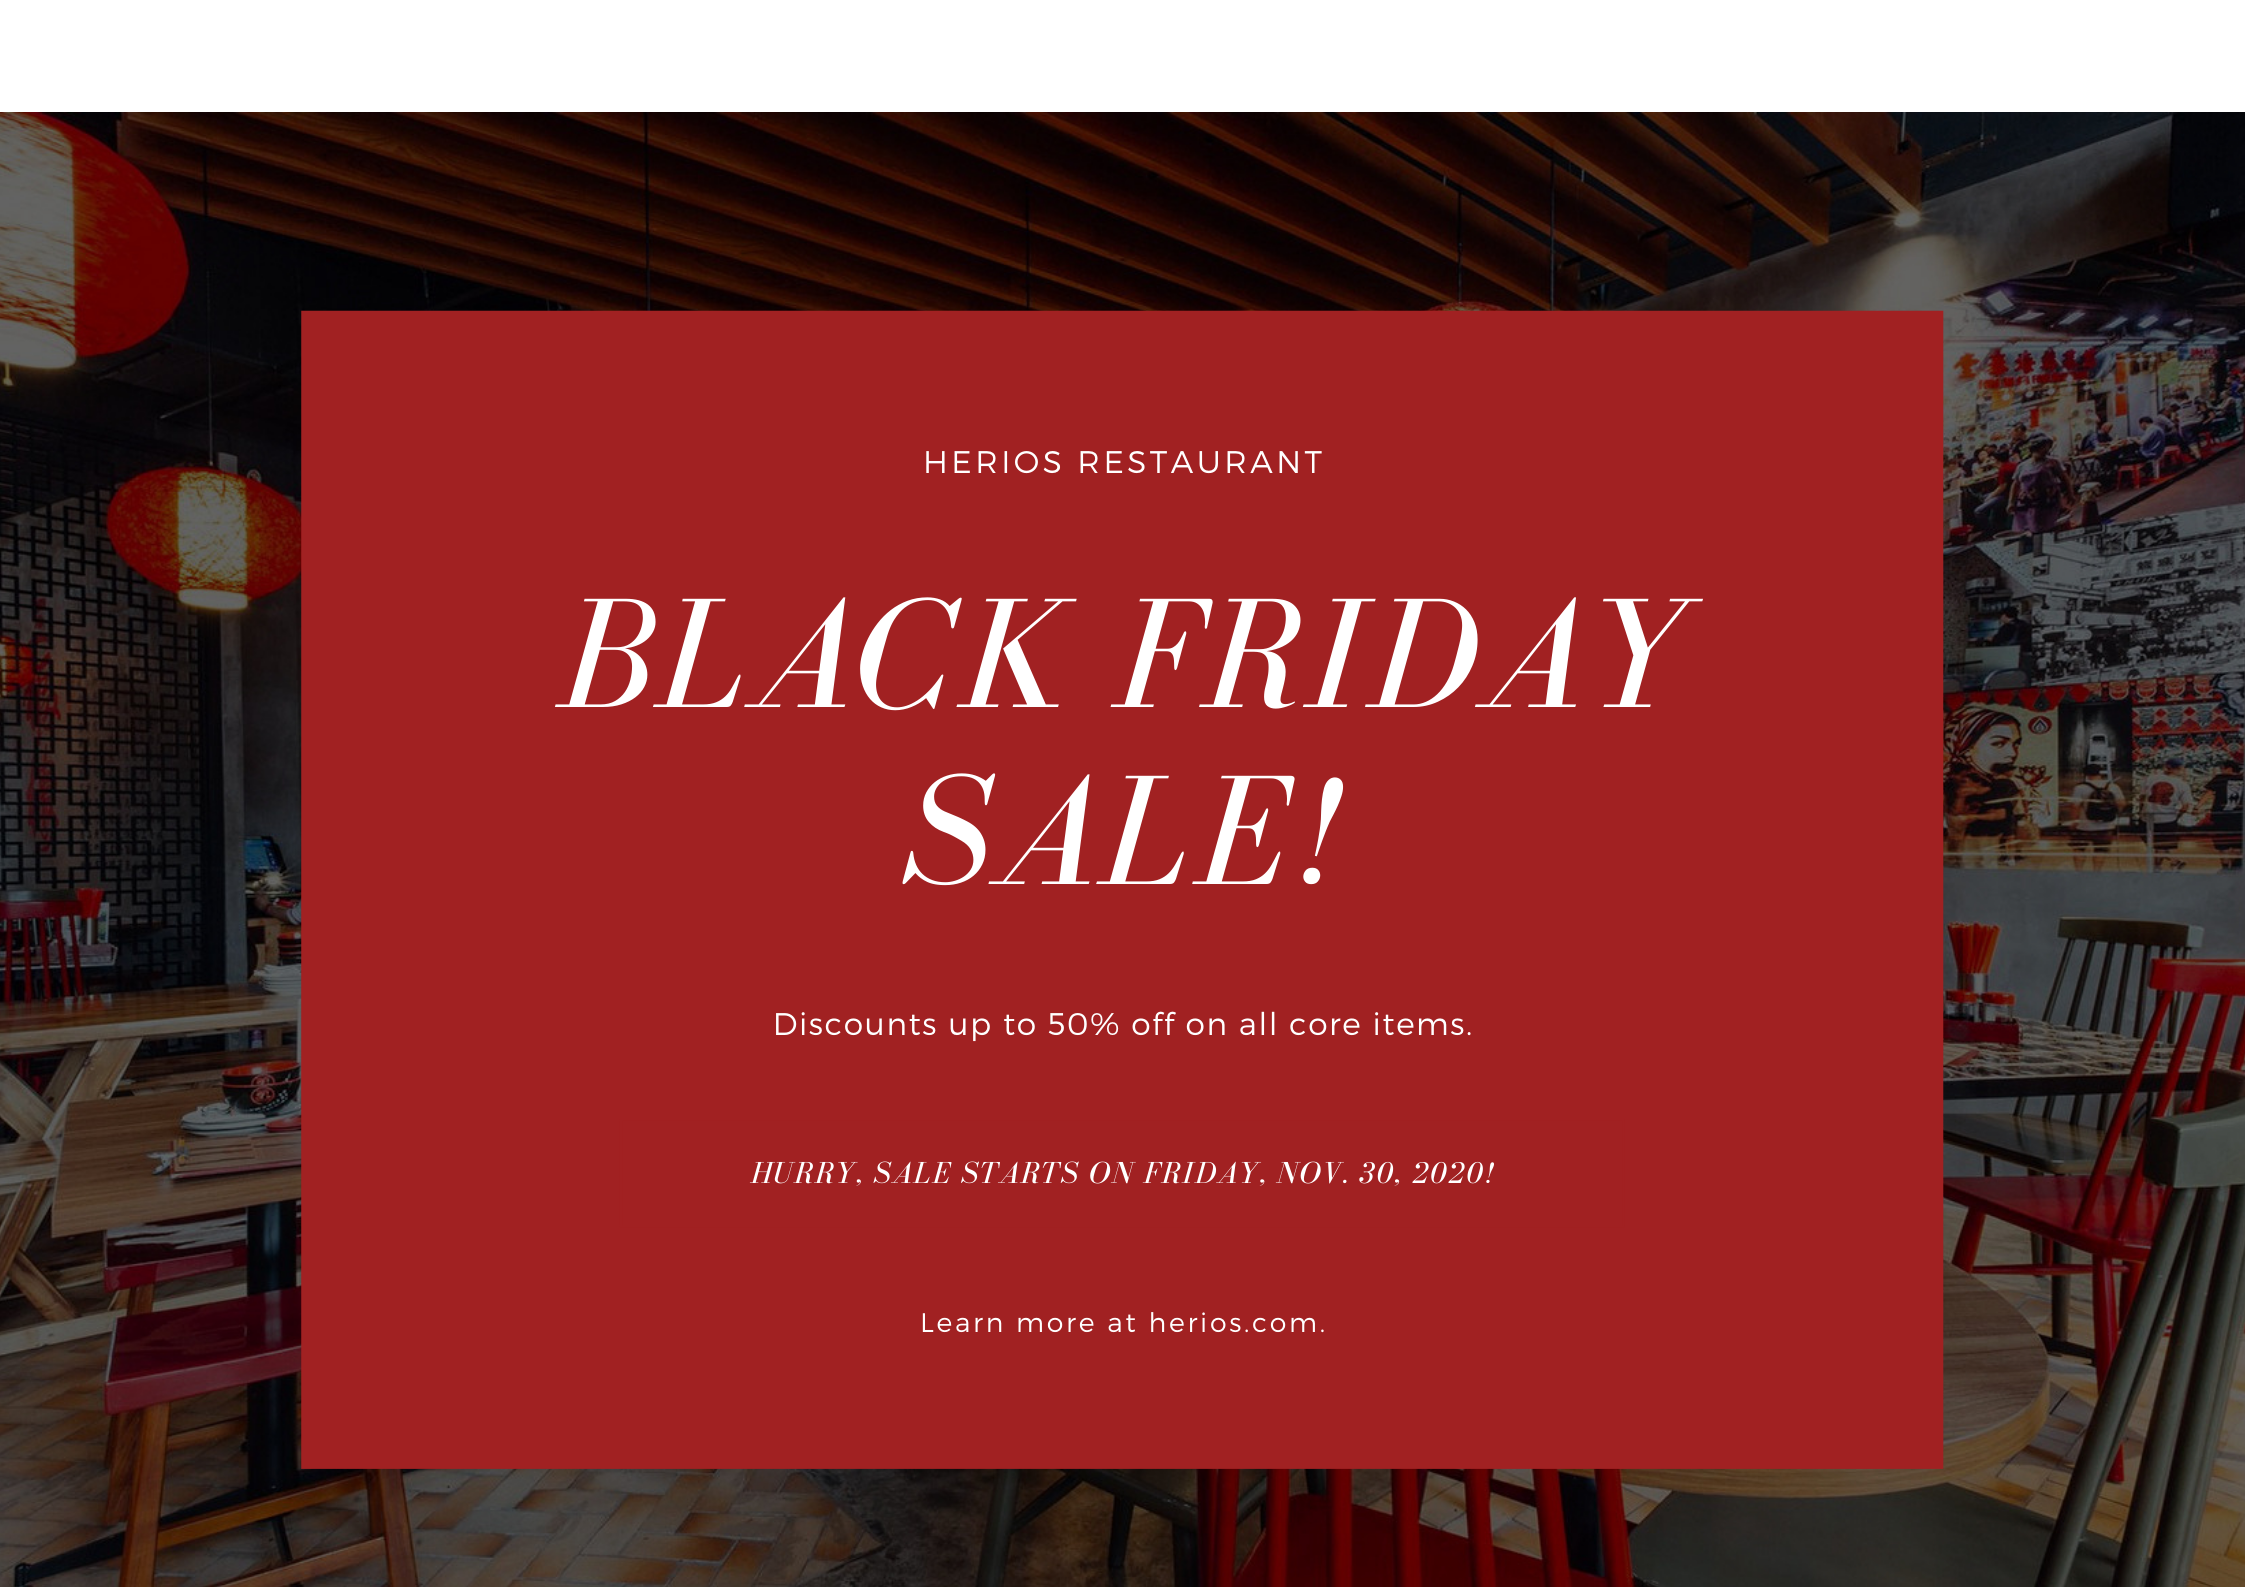 HERIOS RESTAURANT
BLACK FRIDAY
SALE!
Discounts up to 50% off on all core items.
HURRY, SALE STARTS ON FRIDAY, NOV. 30, 2020!
Learn more at herios.com.